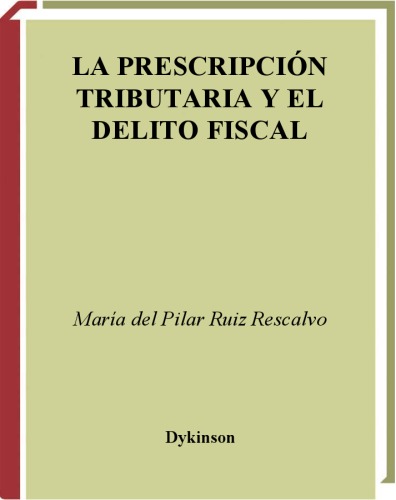 LA PRESCRIPCIÓN
TRIBUTARIA Y EL
DELITO FISCAL
María del Pilar Ruiz Rescalvo
Dykinson